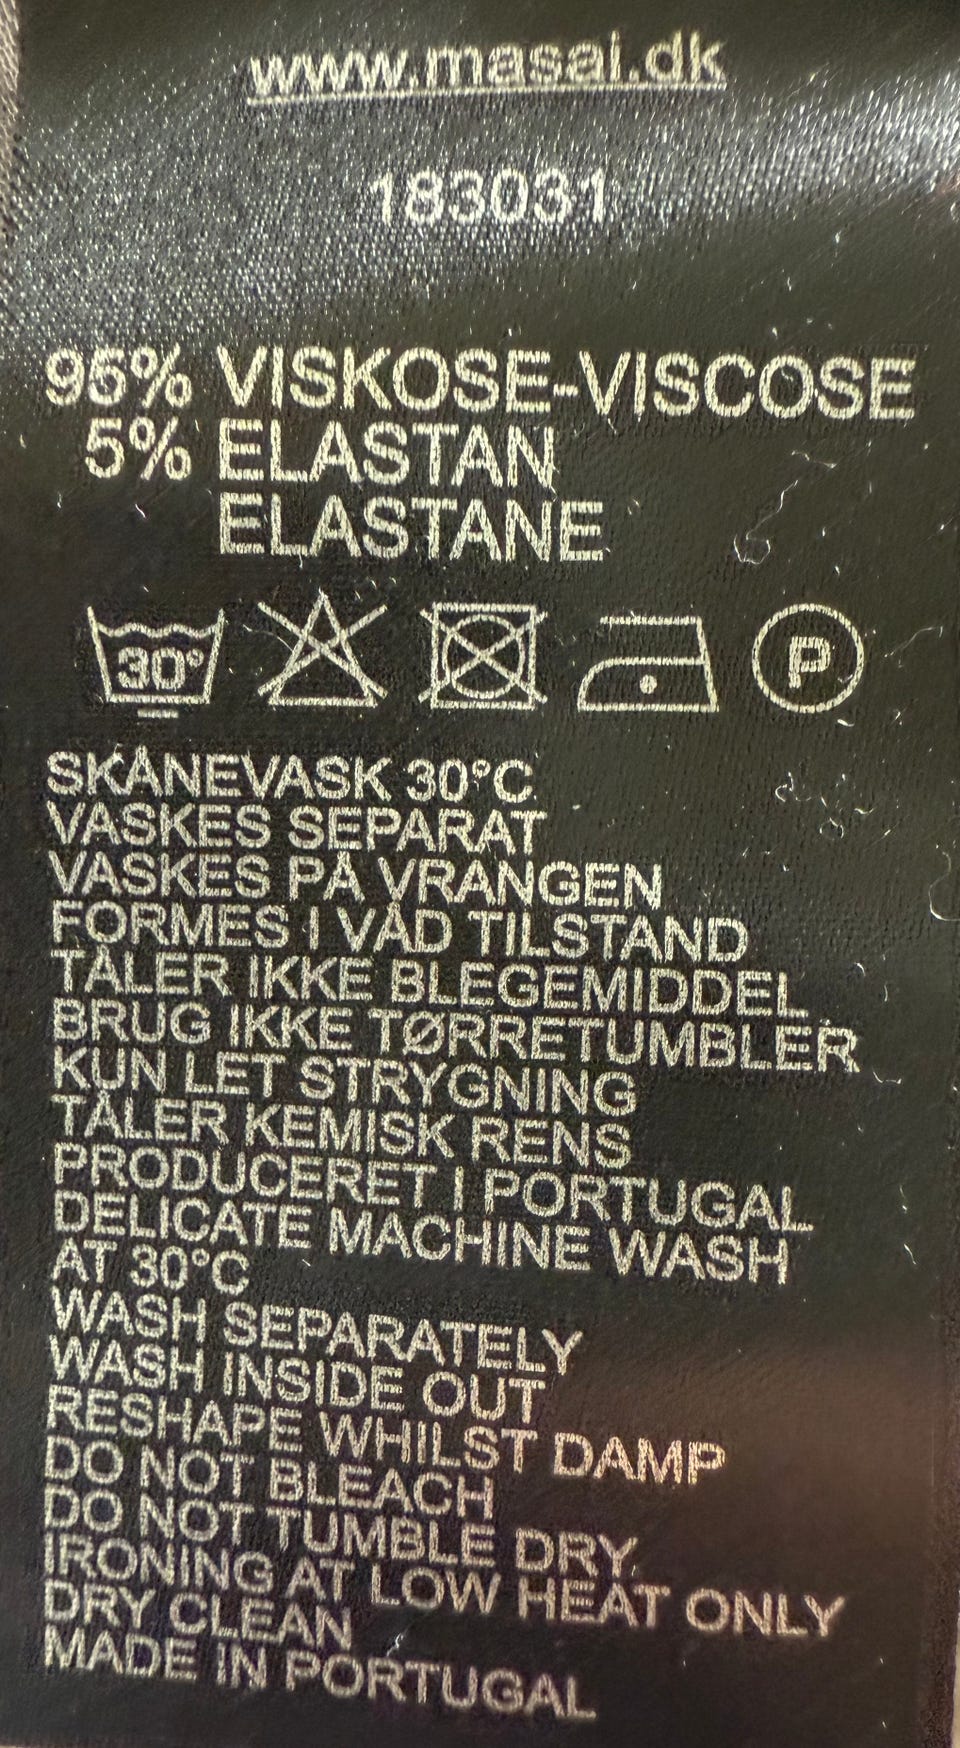 www.masai.dk
183031
95% VISKOSE-VISCOSE
5% ELASTAN
ELASTANE
30°
P
SKÅNEVASK 30°C
VASKES SEPARAT
VASKES PÅ VRANGEN
FORMES I VÅD TILSTAND
TÅLER IKKE BLEGEMIDDEL
BRUG IKKE TØRRETUMBLER
KUN LET STRYGNING
TÅLER KEMISK RENS
PRODUCERET I PORTUGAL
DELICATE MACHINE WASH
AT 30°C
WASH SEPARATELY
WASH INSIDE OUT
RESHAPE WHILST DAMP
DO NOT BLEACH
DO NOT TUMBLE DRY
IRONING AT LOW HEAT ONLY
DRY CLEAN
MADE IN PORTUGAL